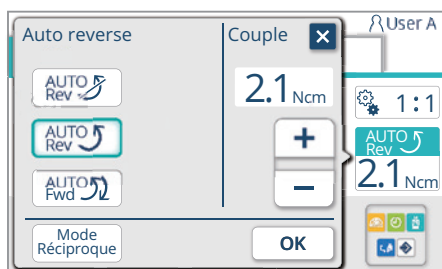 Auto reverse
Couple
User A
AUTO
Rev
2.1 Ncm
1:1
AUTO
Rev
+
AUTO
Rev
2.1 Ncm
AUTO
Fwd
−
Mode
Réciproque
OK